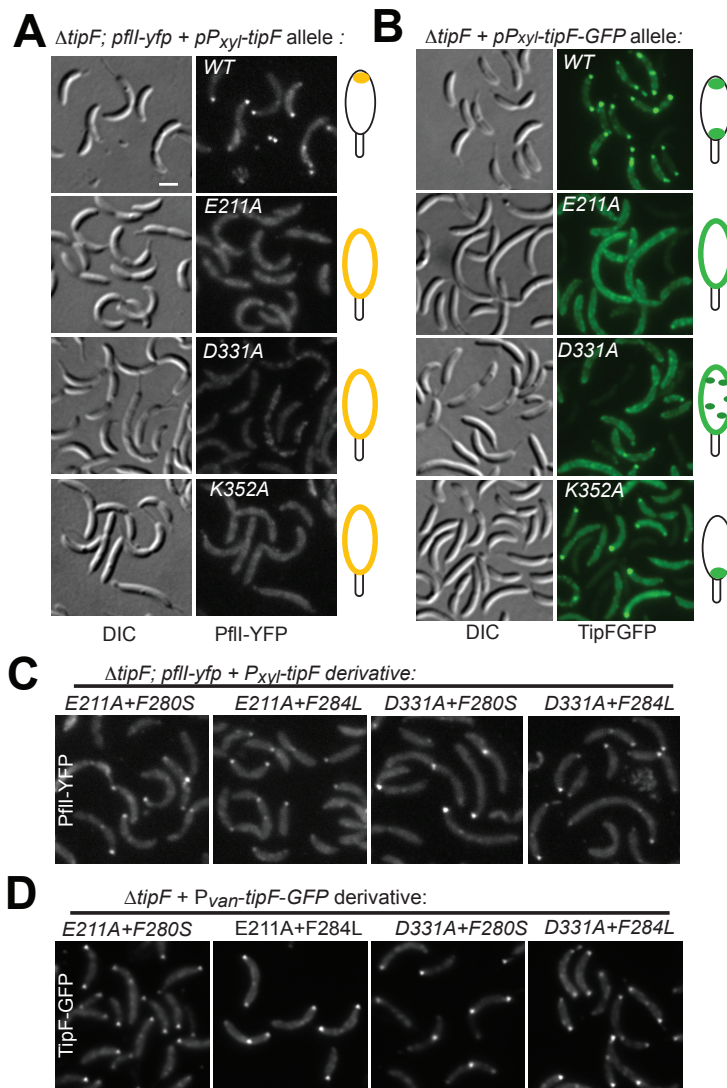 A
ΔtipF; pflI-yfp + pPxyl-tipF allele :
WT
E211A
D331A
K352A
DIC PflI-YFP
B
ΔtipF + pPxyl-tipF-GFP allele:
WT
E211A
D331A
K352A
DIC TipFGFP
C
ΔtipF; pflI-yfp + Pxyl-tipF derivative:
E211A+F280S E211A+F284L D331A+F280S D331A+F284L
PflI-YFP
D
ΔtipF + Pvan-tipF-GFP derivative:
E211A+F280S E211A+F284L D331A+F280S D331A+F284L
TipF-GFP